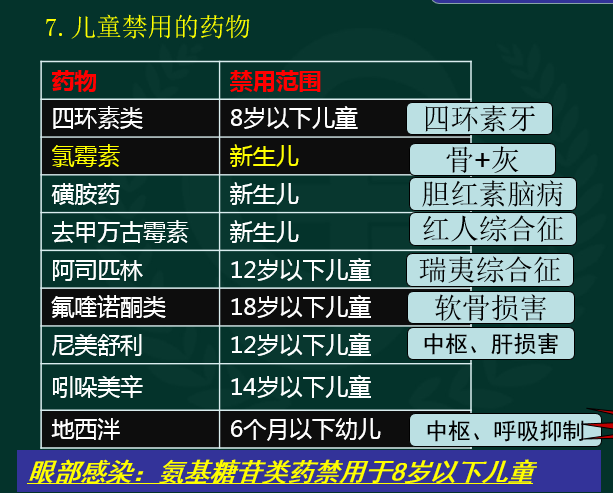 7. 儿童禁用的药物
药物 禁用范围
四环素类 8岁以下儿童 四环素牙
氯霉素 新生儿 骨+灰
磺胺药 新生儿 胆红素脑病
去甲万古霉素 新生儿 红人综合征
阿司匹林 12岁以下儿童 瑞夷综合征
氟喹诺酮类 18岁以下儿童 软骨损害
尼美舒利 12岁以下儿童 中枢、肝损害
吲哚美辛 14岁以下儿童
地西泮 6个月以下幼儿 中枢、呼吸抑制
眼部感染：氨基糖苷类药禁用于8岁以下儿童